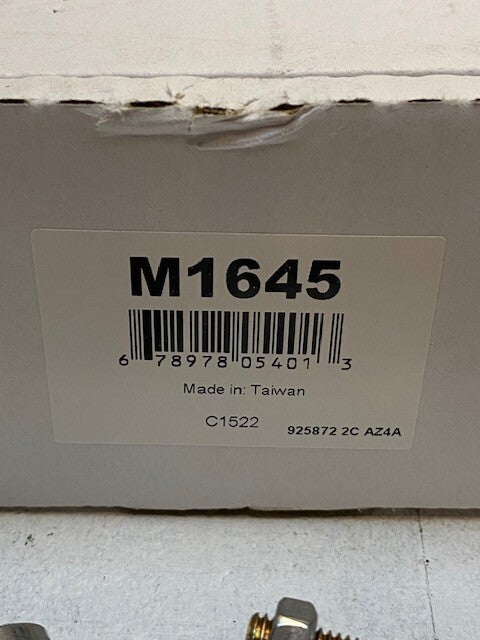 M1645
6 78978 05401 3
Made in: Taiwan
C1522
925872 2C AZ4A